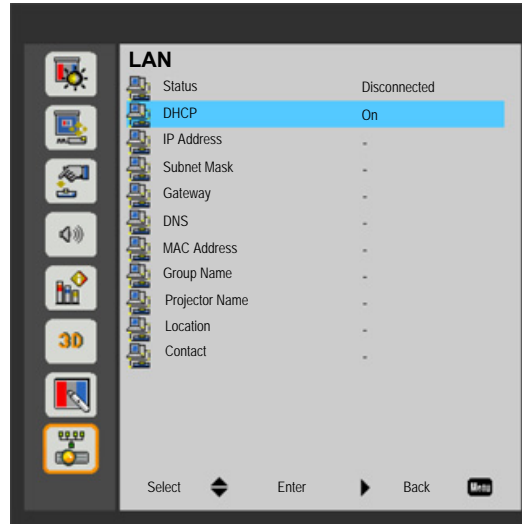 LAN
Status Disconnected
DHCP On
IP Address -
Subnet Mask -
Gateway -
DNS -
MAC Address -
Group Name -
Projector Name -
Location -
Contact -
3D
Select Enter Back Menu